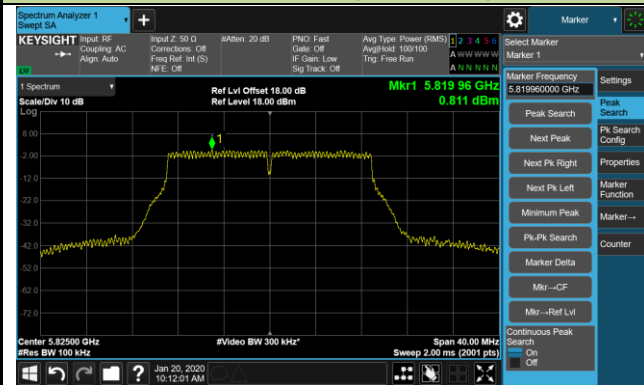 Spectrum Analyzer 1
Swept SA
Marker
KEYSIGHT
Input: RF
Coupling: AC
Align: Auto
Input Z: 50 Ω
Corrections: Off
Freq Ref: Int (S)
NFE: Off
#Atten: 20 dB
PNO: Fast
Gate: Off
IF Gain: Low
Sig Track: Off
Avg Type: Power (RMS)
Avg|Hold: 100/100
Trig: Free Run
1 2 3 4 5 6
A W W W W W
A N N N N N
1 Spectrum
Scale/Div 10 dB
Log
Ref Lvl Offset 18.00 dB
Ref Level 18.00 dBm
Mkr1 5.819 96 GHz
0.811 dBm
8.00
-2.00
-12.0
-22.0
-32.0
-42.0
-52.0
-62.0
-72.0
1
Center 5.82500 GHz
#Res BW 100 kHz
#Video BW 300 kHz*
Span 40.00 MHz
Sweep 2.00 ms (2001 pts)
Select Marker
Marker 1
Marker Frequency
5.819960000 GHz
Peak Search
Next Peak
Next Pk Right
Next Pk Left
Minimum Peak
Pk-Pk Search
Marker Delta
Mkr→CF
Mkr→Ref Lvl
Continuous Peak
Search
On
Off
Settings
Peak
Search
Pk Search
Config
Properties
Marker
Function
Marker→
Counter
?
Jan 20, 2020
10:12:01 AM